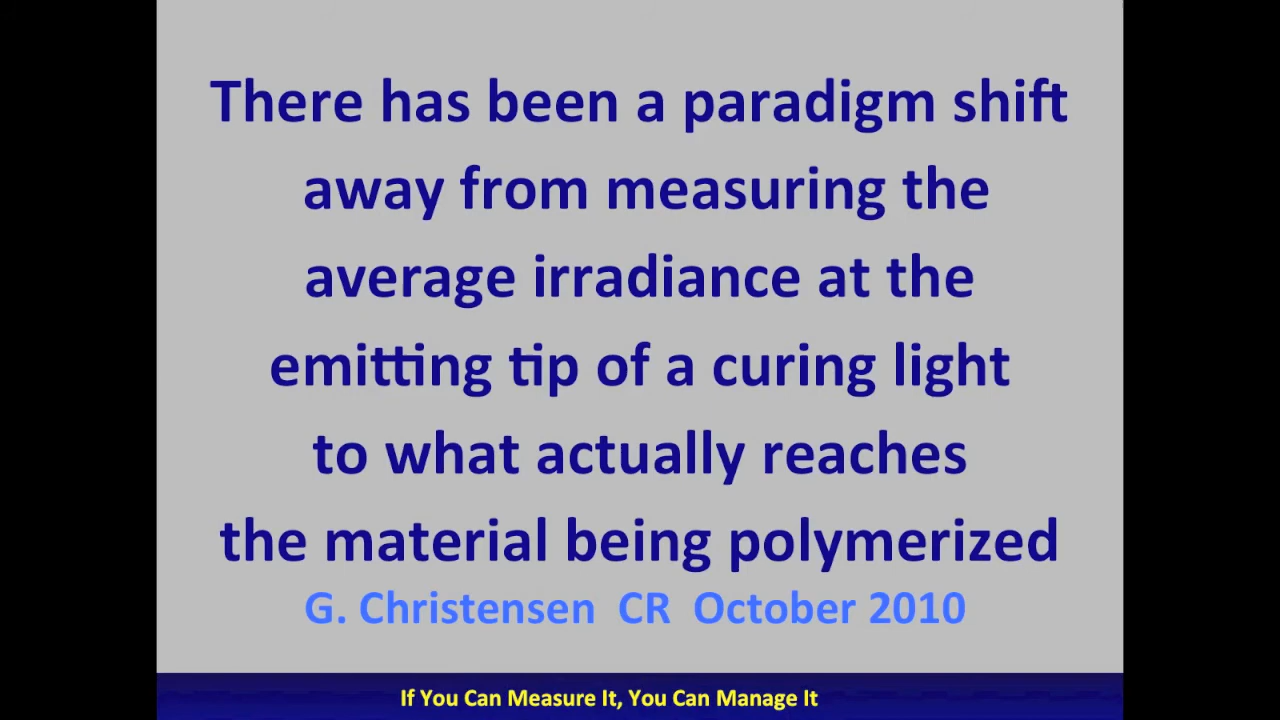 There has been a paradigm shift
away from measuring the
average irradiance at the
emitting tip of a curing light
to what actually reaches
the material being polymerized
G. Christensen CR October 2010
If You Can Measure It, You Can Manage It